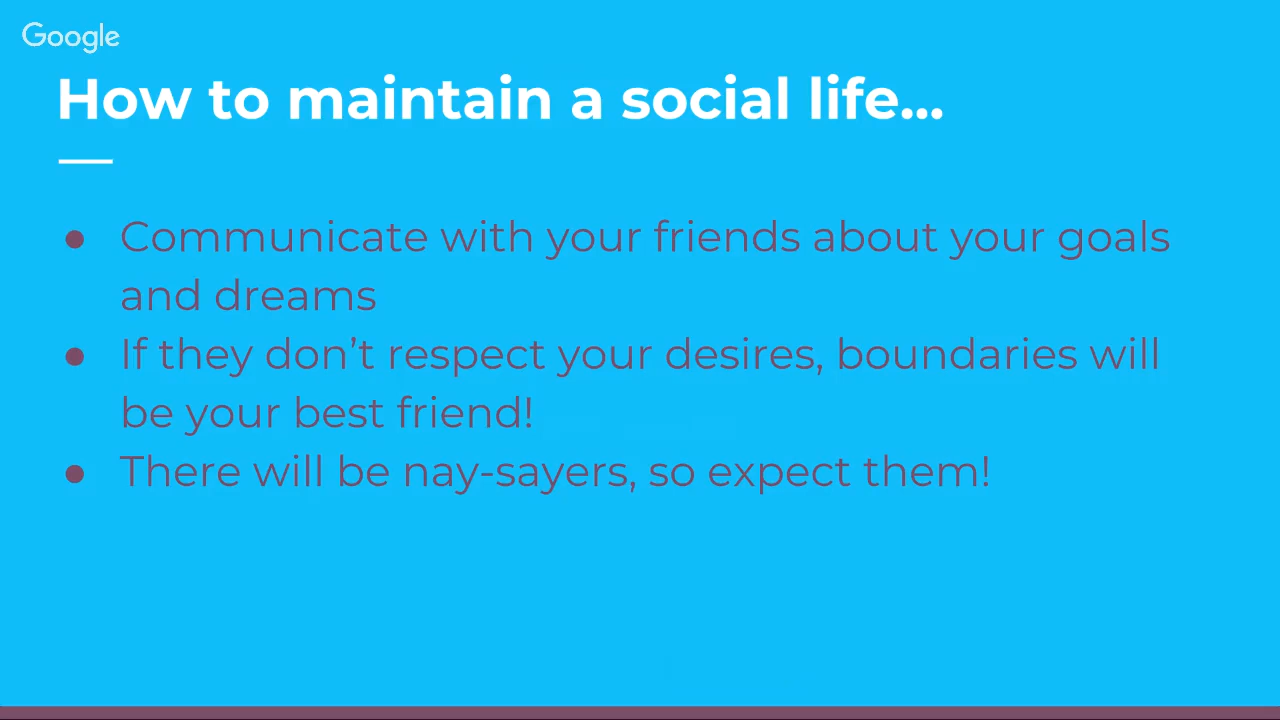 Google
How to maintain a social life...
● Communicate with your friends about your goals
and dreams
● If they don’t respect your desires, boundaries will
be your best friend!
● There will be nay-sayers, so expect them!